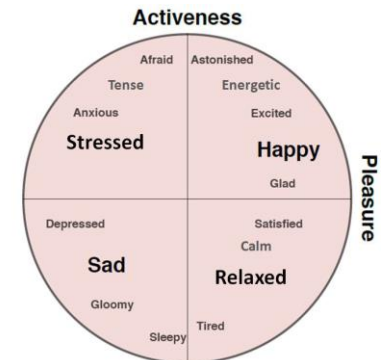 Activeness
Afraid
Astonished
Tense
Energetic
Anxious
Excited
Stressed
Happy
Glad
Pleasure
Depressed
Satisfied
Calm
Sad
Relaxed
Gloomy
Tired
Sleepy